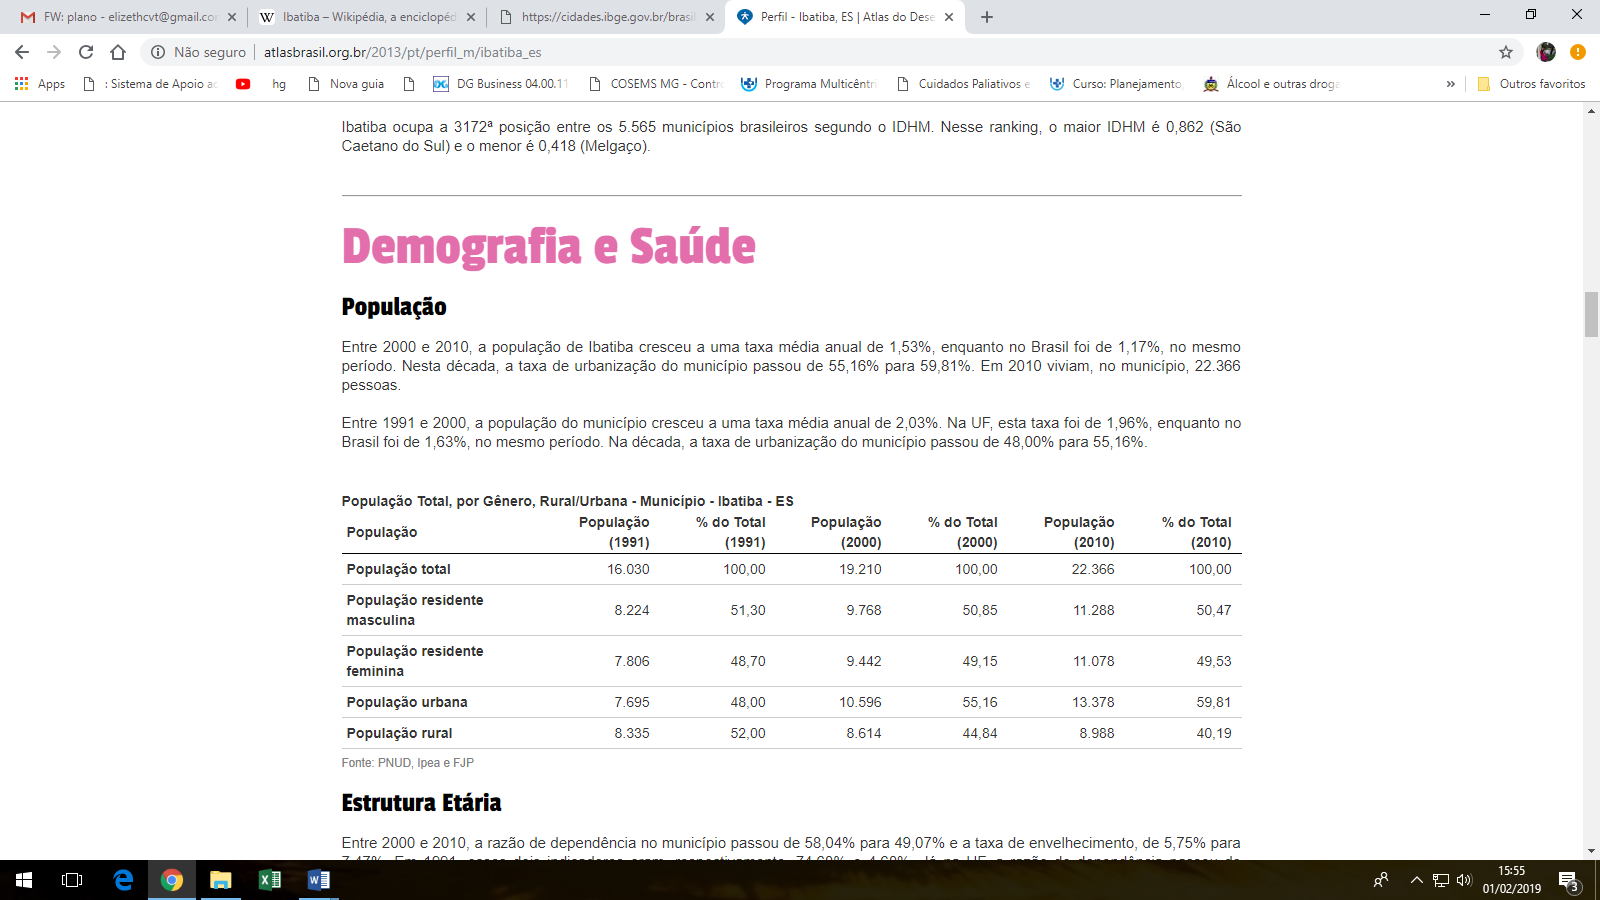 FW: plano - elizethcvt@gmail.cor
Ibatiba – Wikipédia, a enciclopéd
https://cidades.ibge.gov.br/brasil
Perfil - Ibatiba, ES | Atlas do Dese
Não seguro
atlasbrasil.org.br/2013/pt/perfil_m/ibatiba_es
Apps
: Sistema de Apoio ao
hg
Nova guia
DG Business 04.00.11
COSEMS MG - Contr
Programa Multicêntri
Cuidados Paliativos e
Curso: Planejamento
Álcool e outras droga
»
Outros favoritos
Ibatiba ocupa a 3172ª posição entre os 5.565 municípios brasileiros segundo o IDHM. Nesse ranking, o maior IDHM é 0,862 (São
Caetano do Sul) e o menor é 0,418 (Melgaço).
Demografia e Saúde
População
Entre 2000 e 2010, a população de Ibatiba cresceu a uma taxa média anual de 1,53%, enquanto no Brasil foi de 1,17%, no mesmo
período. Nesta década, a taxa de urbanização do município passou de 55,16% para 59,81%. Em 2010 viviam, no município, 22.366
pessoas.
Entre 1991 e 2000, a população do município cresceu a uma taxa média anual de 2,03%. Na UF, esta taxa foi de 1,96%, enquanto no
Brasil foi de 1,63%, no mesmo período. Na década, a taxa de urbanização do município passou de 48,00% para 55,16%.
População Total, por Gênero, Rural/Urbana - Município - Ibatiba - ES
População População (1991) % do Total (1991) População (2000) % do Total (2000) População (2010) % do Total (2010)
População total 16.030 100,00 19.210 100,00 22.366 100,00
População residente masculina 8.224 51,30 9.768 50,85 11.288 50,47
População residente feminina 7.806 48,70 9.442 49,15 11.078 49,53
População urbana 7.695 48,00 10.596 55,16 13.378 59,81
População rural 8.335 52,00 8.614 44,84 8.988 40,19
Fonte: PNUD, Ipea e FJP
Estrutura Etária
Entre 2000 e 2010, a razão de dependência no município passou de 58,04% para 49,07% e a taxa de envelhecimento, de 5,75% para
15:55
01/02/2019
3